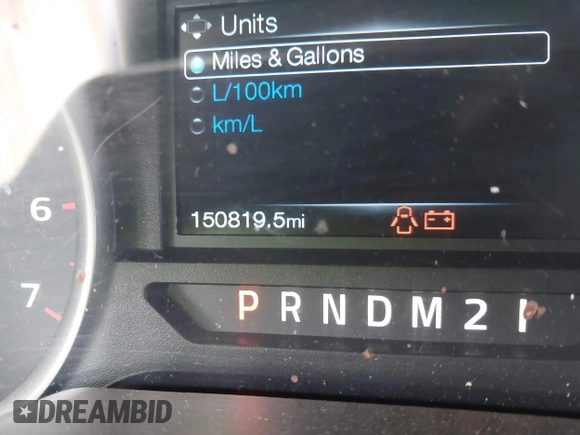 Units
Miles & Gallons
L/100km
km/L
6
150819.5mi
7
P R N D M 2 1
DREAMBID